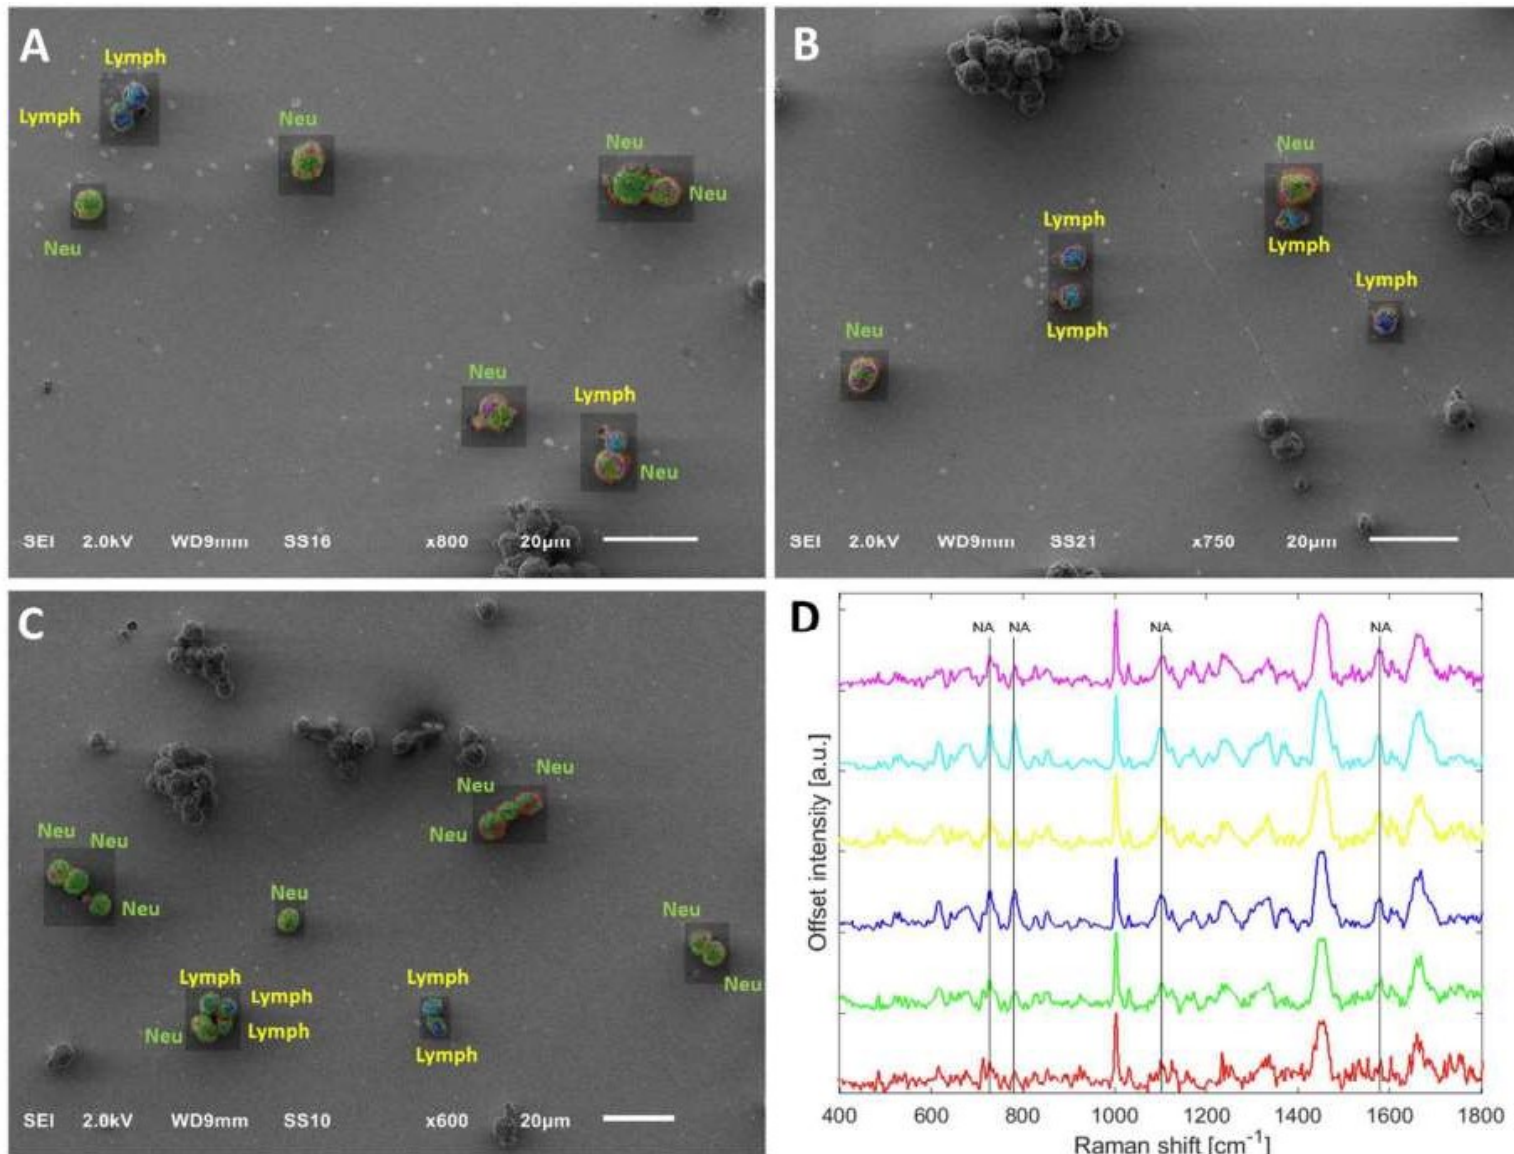 A
Lymph
Lymph
Neu
Neu
Neu
Neu
Neu
Lymph
Neu
SEI 2.0kV WD9mm SS16 x800 20µm
B
Neu
Lymph
Lymph
Lymph
Lymph
Neu
SEI 2.0kV WD9mm SS21 x750 20µm
C
Neu
Neu
Neu
Neu
Neu
Neu
Neu
Neu
Neu
Lymph
Lymph
Neu
Lymph
Lymph
SEI 2.0kV WD9mm SS10 x600 20µm
D
NA NA NA NA
Offset intensity [a.u.]
400 600 800 1000 1200 1400 1600 1800
Raman shift [cm⁻¹]